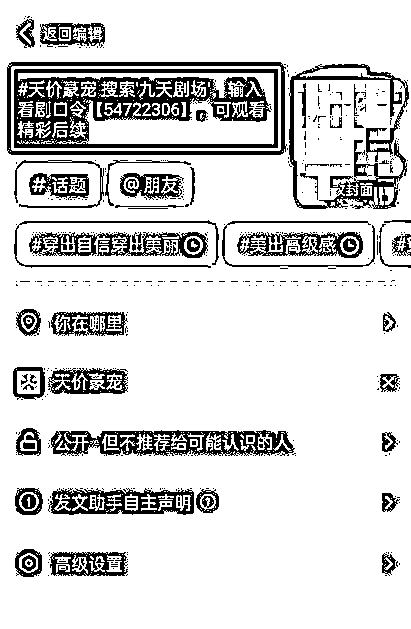 返回编辑
#天价豪宠 搜索"九天剧场",输入
看剧口令【54722306】,可观看
精彩后续
封面
# 话题
@ 朋友
#穿出自信穿出美丽
#美出高级感
你在哪里
天价豪宠
公开·但不推荐给可能认识的人
发文助手自主声明
高级设置